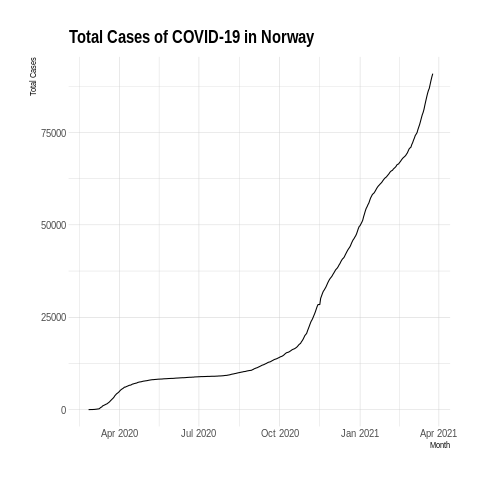 Total Cases of COVID-19 in Norway
Total Cases
75000
50000
25000
0
Apr 2020 Jul 2020 Oct 2020 Jan 2021 Apr 2021
Month